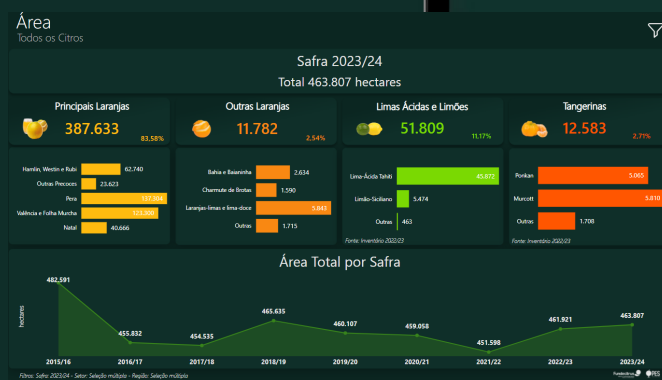 Área
Todos os Citros
Safra 2023/24
Total 463.807 hectares
Principais Laranjas
387.633
83,58%
Outras Laranjas
11.782
2,54%
Limas Ácidas e Limões
51.809
11,17%
Tangerinas
12.583
2,71%
Hamlin, Westin e Rubi 62.740
Outras Precoces 23.623
Pera 137.304
Valência e Folha Murcha 123.300
Natal 40.666
Bahia e Baianinha 2.634
Charmute de Brotas 1.590
Laranjas-limas e lima-doce 5.843
Outras 1.715
Lima-Ácida Tahiti 45.872
Limão-Siciliano 5.474
Outras 463
Fonte: Inventário 2022/23
Ponkan 5.065
Murcott 5.810
Outras 1.708
Fonte: Inventário 2022/23
Área Total por Safra
hectares
482.591
455.832
454.535
465.635
460.107
459.058
451.598
461.921
463.807
2015/16
2016/17
2017/18
2018/19
2019/20
2020/21
2021/22
2022/23
2023/24
Filtros: Safra: 2023/24 - Setor: Seleção múltipla - Região: Seleção múltipla
Fundecitrus
PES